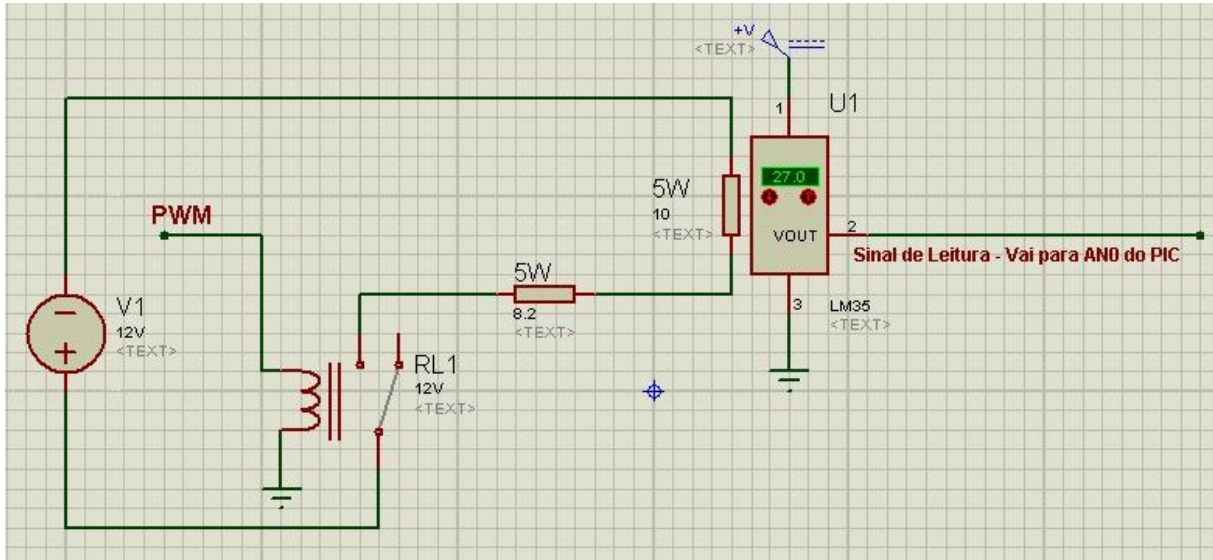 +V
<TEXT>
1
U1
27.0
5W
10
<TEXT>
VOUT
2
PWM
Sinal de Leitura - Vai para AN0 do PIC
5W
8.2
<TEXT>
3
LM35
<TEXT>
V1
12V
<TEXT>
RL1
12V
<TEXT>